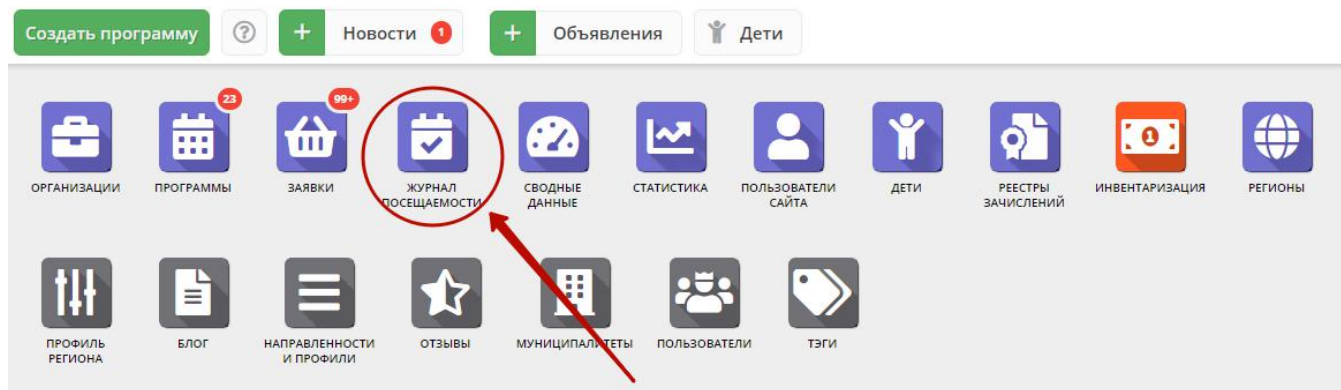 Создать программу ? + Новости 1 + Объявления Дети
23 99+
1
ОРГАНИЗАЦИИ ПРОГРАММЫ ЗАЯВКИ ЖУРНАЛ СВОДНЫЕ СТАТИСТИКА ПОЛЬЗОВАТЕЛИ ДЕТИ РЕЕСТРЫ ИНВЕНТАРИЗАЦИЯ РЕГИОНЫ
ПОСЕЩАЕМОСТИ ДАННЫЕ САЙТА ЗАЧИСЛЕНИЙ
ПРОФИЛЬ БЛОГ НАПРАВЛЕННОСТИ ОТЗЫВЫ МУНИЦИПАЛИТЕТЫ ПОЛЬЗОВАТЕЛИ ТЭГИ
РЕГИОНА И ПРОФИЛИ